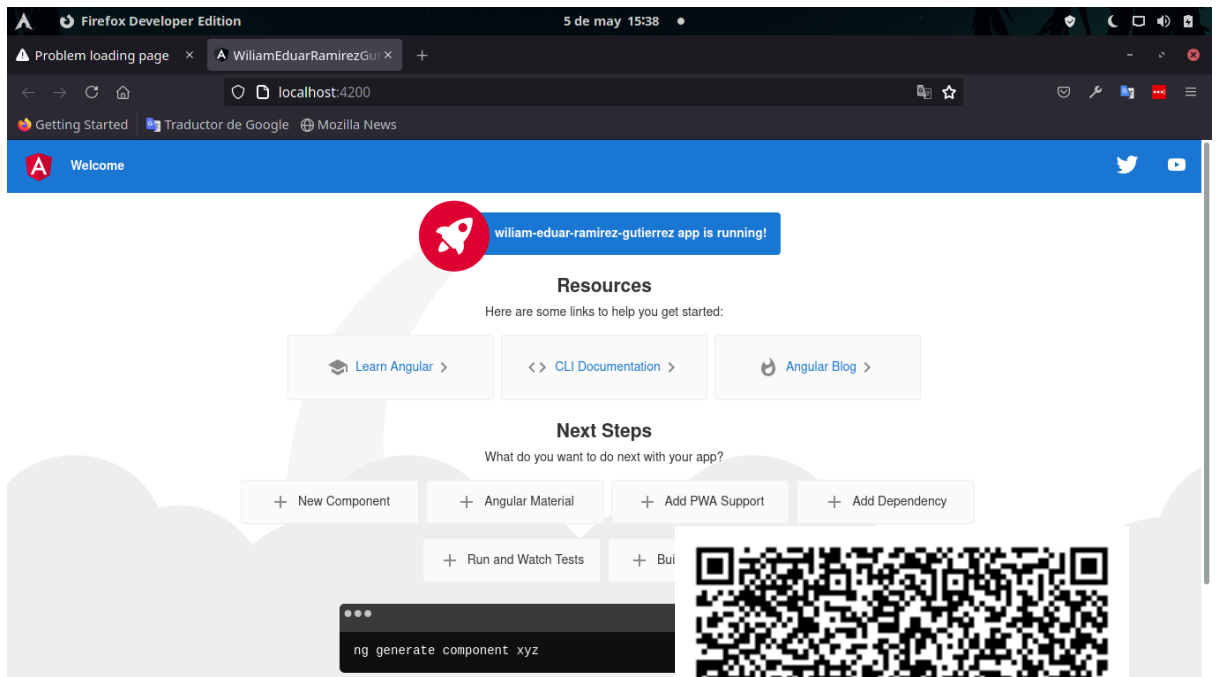 Firefox Developer Edition
5 de may 15:38
Problem loading page
WiliamEduarRamirezGut
localhost:4200
Getting Started
Traductor de Google
Mozilla News
Welcome
wiliam-eduar-ramirez-gutierrez app is running!
Resources
Here are some links to help you get started:
Learn Angular
CLI Documentation
Angular Blog
Next Steps
What do you want to do next with your app?
New Component
Angular Material
Add PWA Support
Add Dependency
Run and Watch Tests
Bui
ng generate component xyz